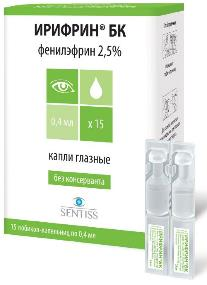 ИРИФРИН® БК
фенилэфрин 2,5%
0,4 мл
x 15
капли глазные
без консерванта
SENTISS
15 тюбиков-капельниц по 0,4 мл